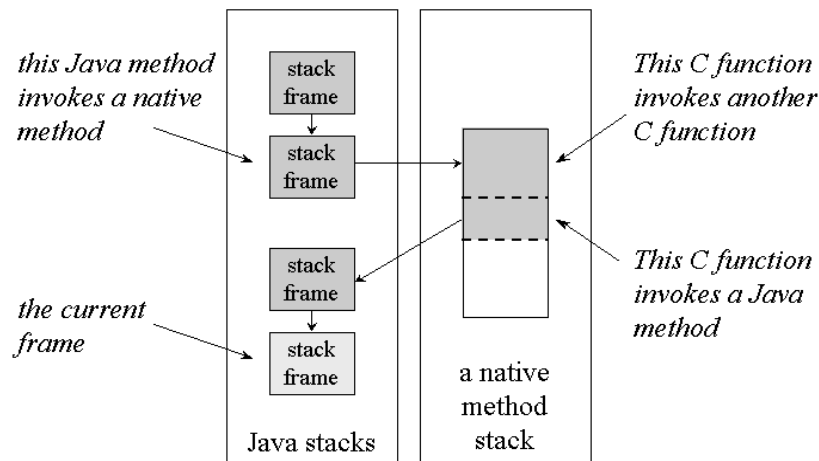 this Java method
invokes a native
method
stack
frame
stack
frame
This C function
invokes another
C function
stack
frame
This C function
invokes a Java
method
the current
frame
stack
frame
a native
method
stack
Java stacks